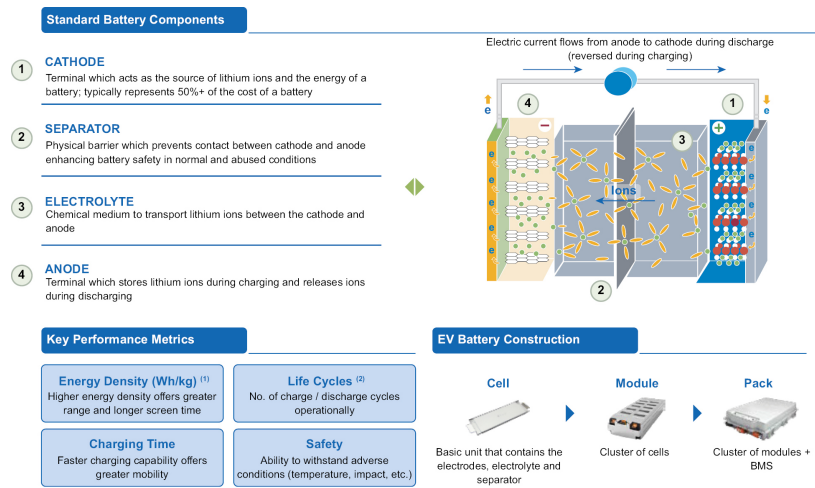 Standard Battery Components
1
CATHODE
Terminal which acts as the source of lithium ions and the energy of a
battery; typically represents 50%+ of the cost of a battery
2
SEPARATOR
Physical barrier which prevents contact between cathode and anode
enhancing battery safety in normal and abused conditions
3
ELECTROLYTE
Chemical medium to transport lithium ions between the cathode and
anode
4
ANODE
Terminal which stores lithium ions during charging and releases ions
during discharging
Electric current flows from anode to cathode during discharge
(reversed during charging)
e
4
1
e
−
+
3
e
e
e
e
e
e
e
e
Ions
2
Key Performance Metrics
Energy Density (Wh/kg) (1)
Higher energy density offers greater
range and longer screen time
Life Cycles (2)
No. of charge / discharge cycles
operationally
Charging Time
Faster charging capability offers
greater mobility
Safety
Ability to withstand adverse
conditions (temperature, impact, etc.)
EV Battery Construction
Cell
Basic unit that contains the
electrodes, electrolyte and
separator
Module
Cluster of cells
Pack
Cluster of modules +
BMS